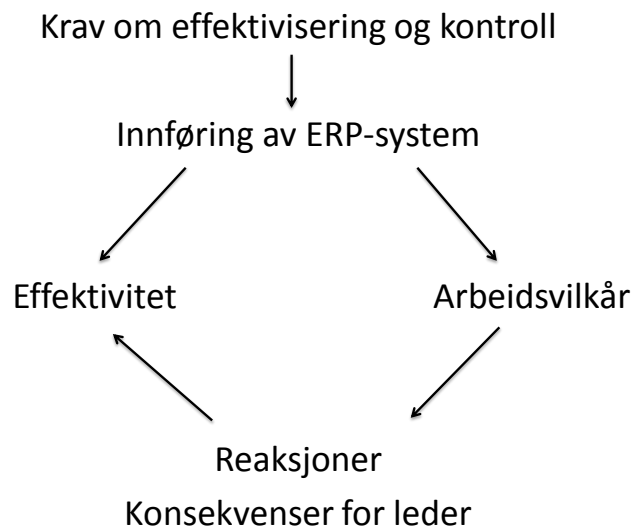 Krav om effektivisering og kontroll
Innføring av ERP-system
Effektivitet
Arbeidsvilkår
Reaksjoner
Konsekvenser for leder